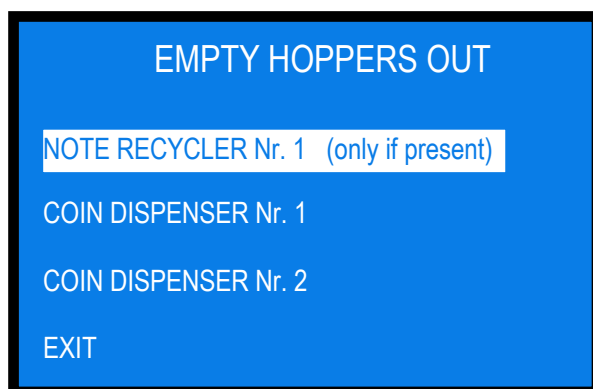 EMPTY HOPPERS OUT
NOTE RECYCLER Nr. 1 (only if present)
COIN DISPENSER Nr. 1
COIN DISPENSER Nr. 2
EXIT